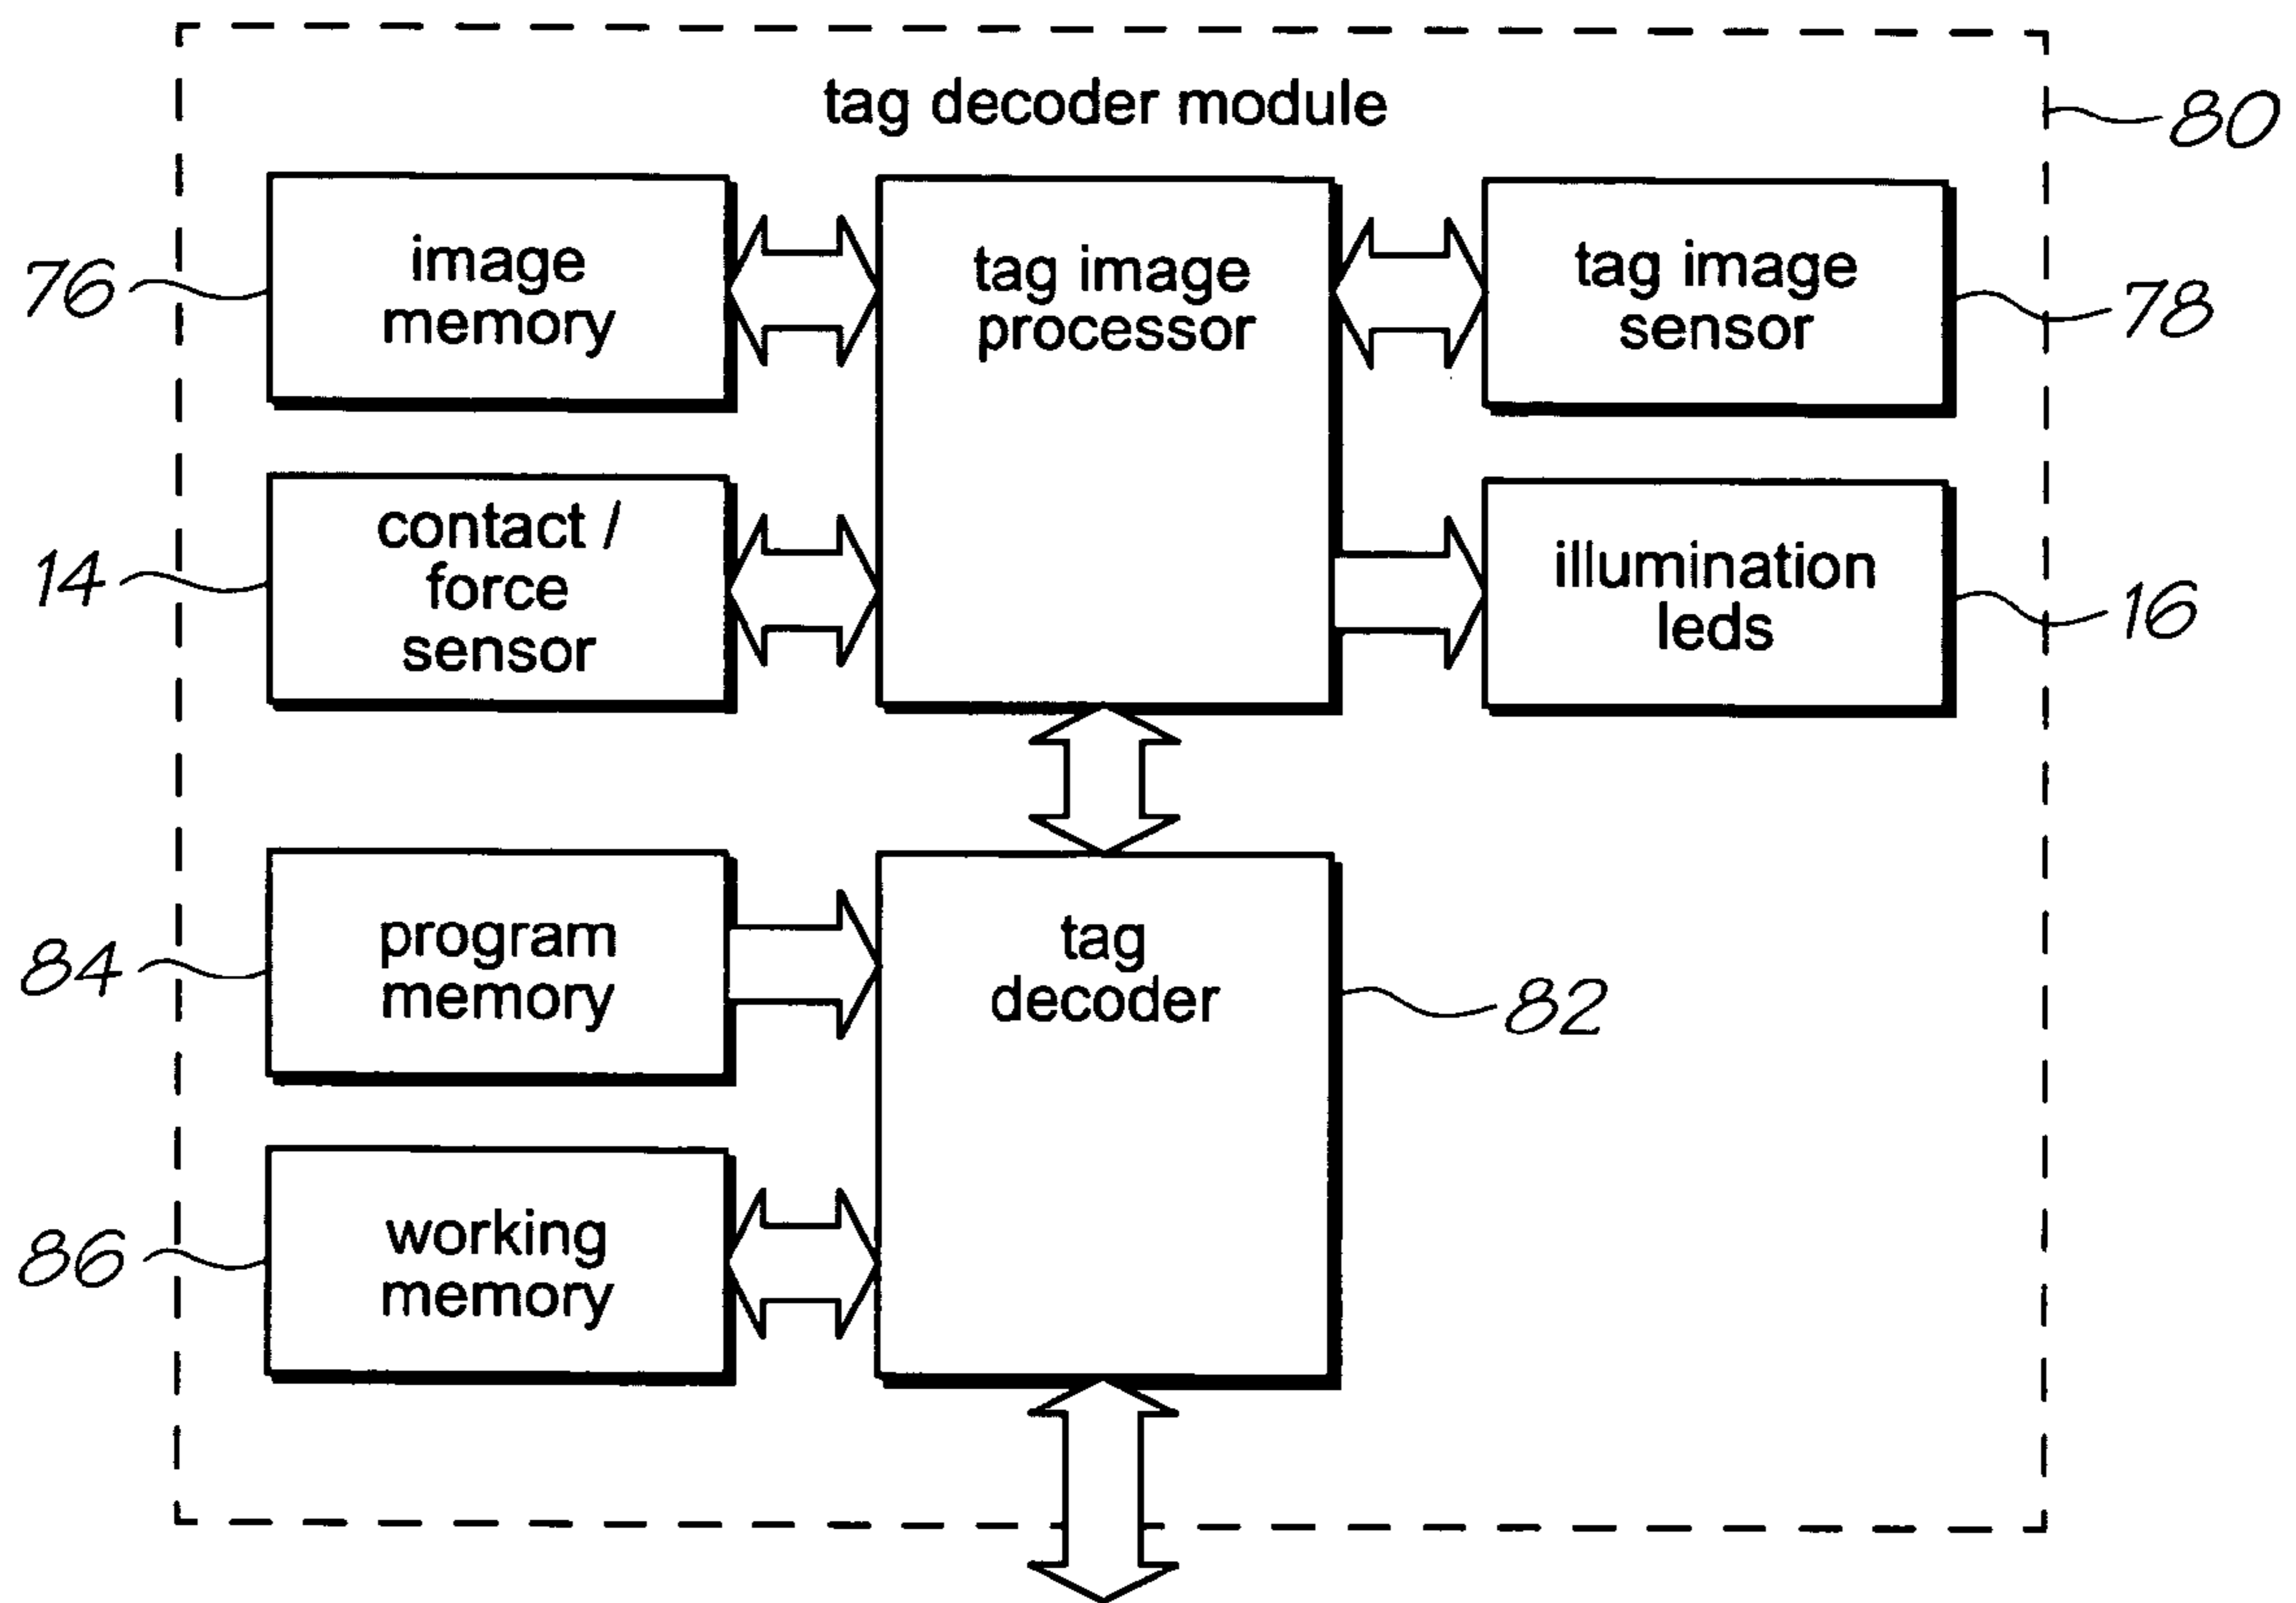 tag decoder module
80
76
image
memory
tag image
processor
tag image
sensor
78
14
contact /
force
sensor
illumination
leds
16
84
program
memory
tag
decoder
82
86
working
memory